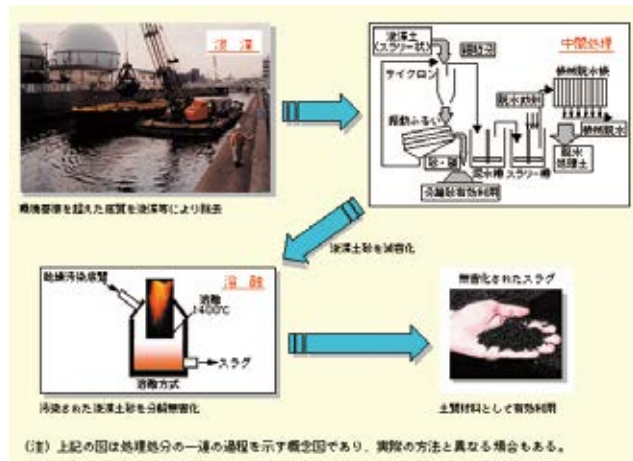 浚渫
環境基準を超えた底質を浚渫等により除去
中間処理
浚渫土
(スラリー状)
サイクロン
振動ふるい
砂・礫
分離砂有効利用
泥水槽
スラリー槽
脱水助剤
機械脱水
脱水
処理土
浚渫土砂を減容化
溶融
乾燥汚染底質
溶融
1400℃
スラグ
溶融方式
汚染された浚渫土砂を分解無害化
無害化されたスラグ
土質材料として有効利用
(注)上記の図は処理処分の一連の過程を示す概念図であり、実際の方法と異なる場合もある。